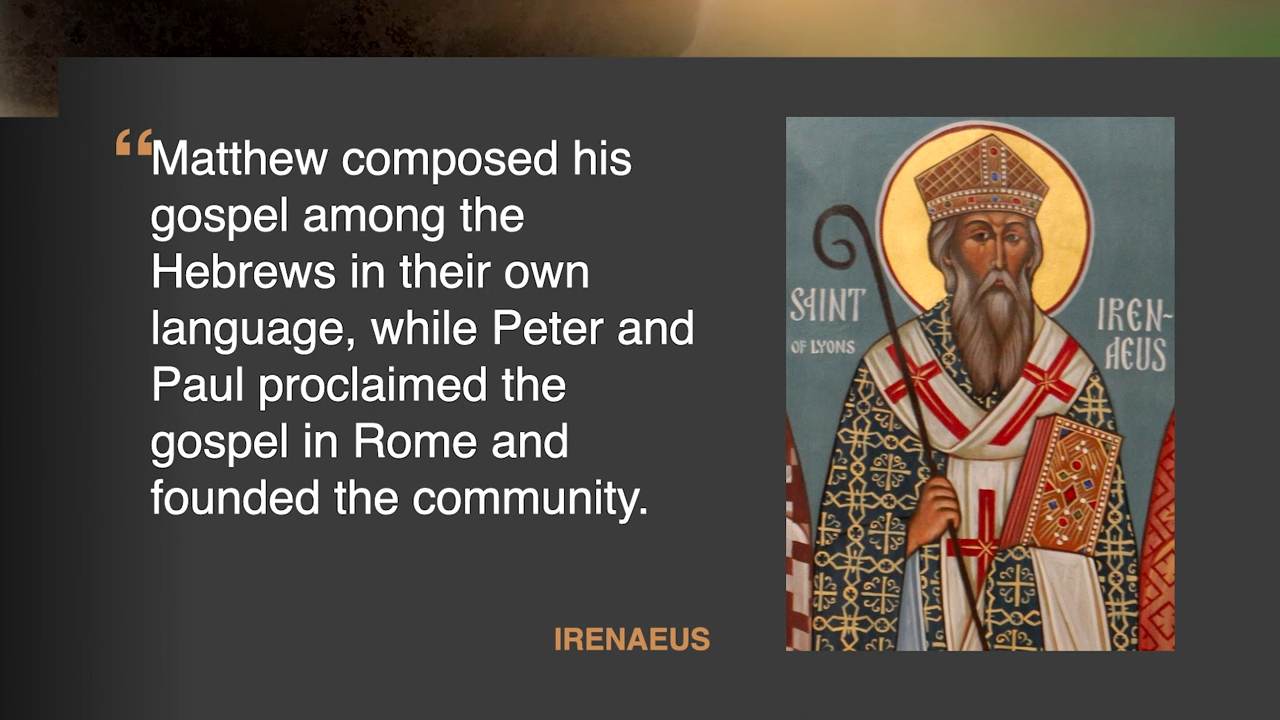 “Matthew composed his
gospel among the
Hebrews in their own
language, while Peter and
Paul proclaimed the
gospel in Rome and
founded the community.
IRENAEUS
SAINT
OF LYONS
IREN-
AEUS